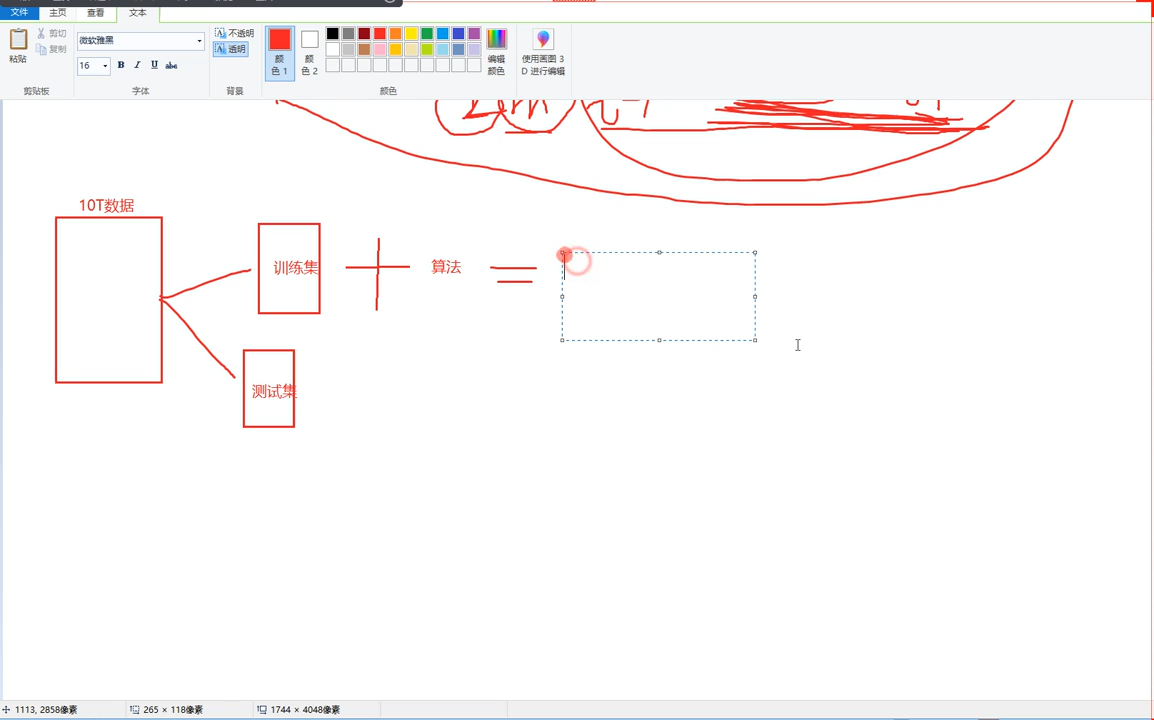 文件 主页 查看 文本
粘贴
剪切
复制
剪贴板
微软雅黑
16 B I U abc
字体
不透明
透明
背景
颜色 1
颜色 2
编辑颜色
颜色
使用画图 3D 进行编辑
10T数据
训练集
算法
测试集
1113, 2858像素 265 × 118像素 1744 × 4048像素